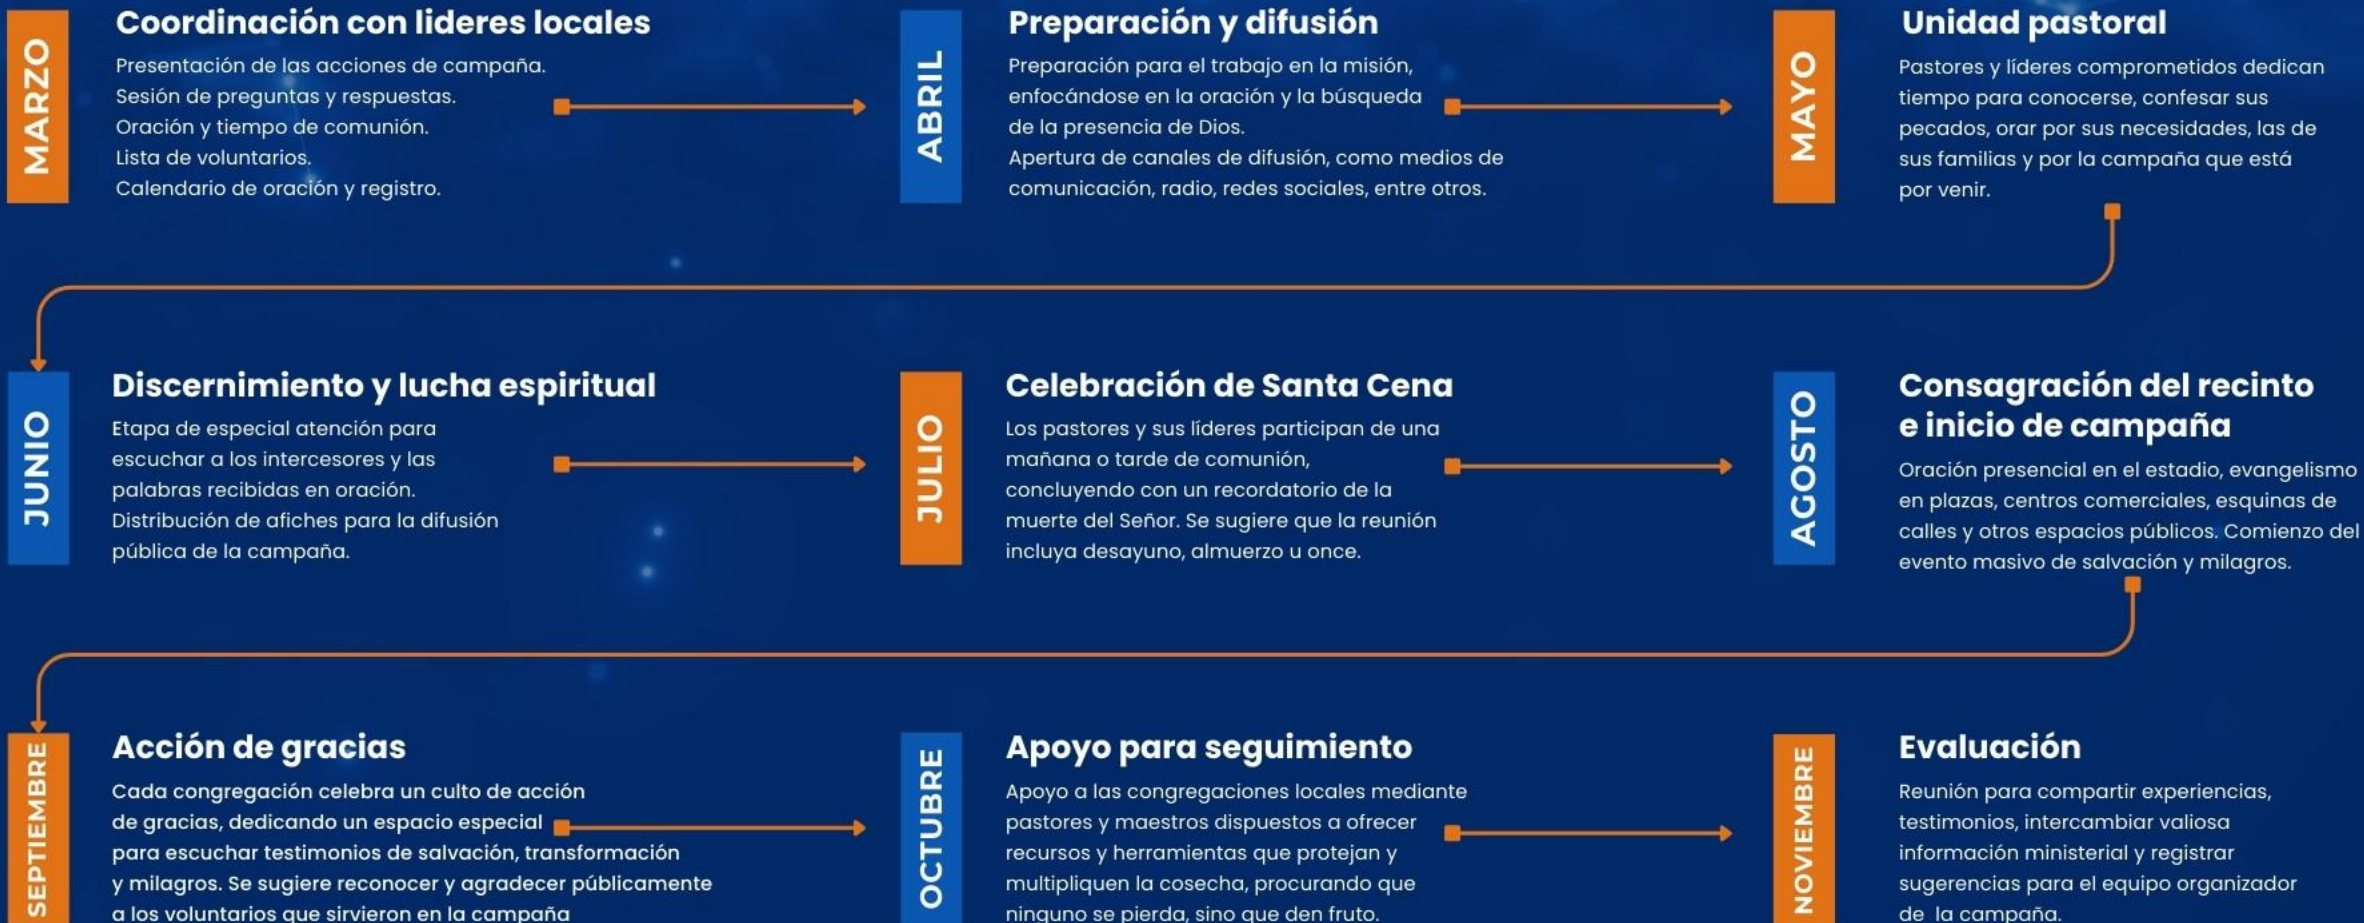 MARZO
Coordinación con lideres locales
Presentación de las acciones de campaña.
Sesión de preguntas y respuestas.
Oración y tiempo de comunión.
Lista de voluntarios.
Calendario de oración y registro.
ABRIL
Preparación y difusión
Preparación para el trabajo en la misión,
enfocándose en la oración y la búsqueda
de la presencia de Dios.
Apertura de canales de difusión, como medios de
comunicación, radio, redes sociales, entre otros.
MAYO
Unidad pastoral
Pastores y líderes comprometidos dedican
tiempo para conocerse, confesar sus
pecados, orar por sus necesidades, las de
sus familias y por la campaña que está
por venir.
JUNIO
Discernimiento y lucha espiritual
Etapa de especial atención para
escuchar a los intercesores y las
palabras recibidas en oración.
Distribución de afiches para la difusión
pública de la campaña.
JULIO
Celebración de Santa Cena
Los pastores y sus líderes participan de una
mañana o tarde de comunión,
concluyendo con un recordatorio de la
muerte del Señor. Se sugiere que la reunión
incluya desayuno, almuerzo u once.
AGOSTO
Consagración del recinto
e inicio de campaña
Oración presencial en el estadio, evangelismo
en plazas, centros comerciales, esquinas de
calles y otros espacios públicos. Comienzo del
evento masivo de salvación y milagros.
SEPTIEMBRE
Acción de gracias
Cada congregación celebra un culto de acción
de gracias, dedicando un espacio especial
para escuchar testimonios de salvación, transformación
y milagros. Se sugiere reconocer y agradecer públicamente
a los voluntarios que sirvieron en la campaña
OCTUBRE
Apoyo para seguimiento
Apoyo a las congregaciones locales mediante
pastores y maestros dispuestos a ofrecer
recursos y herramientas que protejan y
multipliquen la cosecha, procurando que
ninguno se pierda, sino que den fruto.
NOVIEMBRE
Evaluación
Reunión para compartir experiencias,
testimonios, intercambiar valiosa
información ministerial y registrar
sugerencias para el equipo organizador
de la campaña.